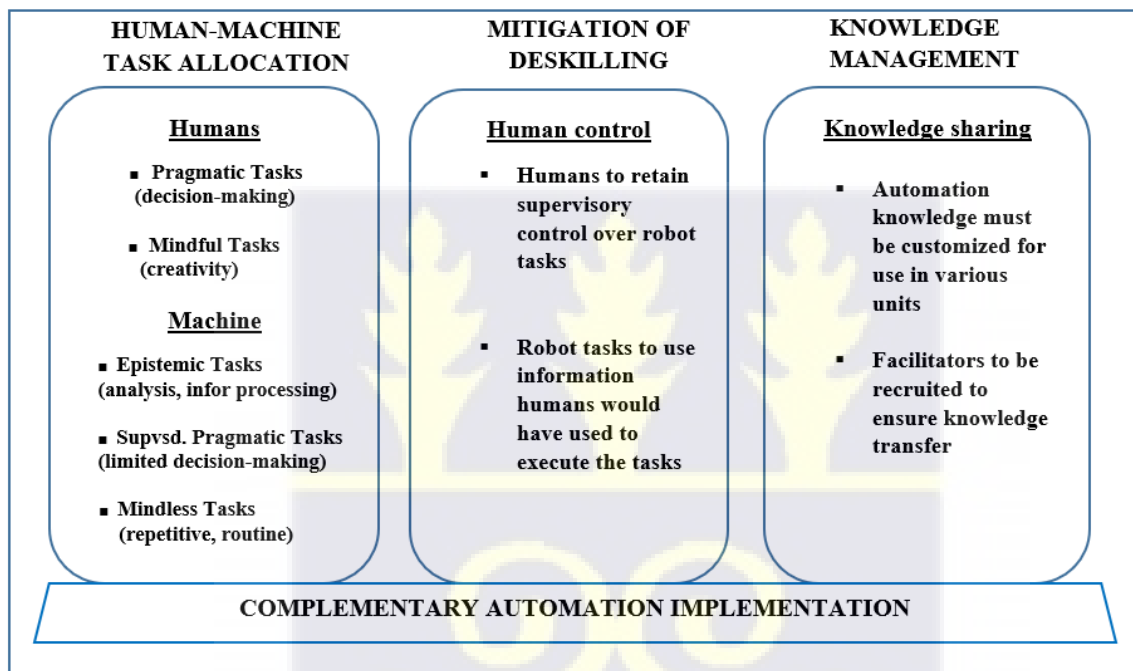 HUMAN-MACHINE
TASK ALLOCATION
Humans
▪ Pragmatic Tasks
(decision-making)
▪ Mindful Tasks
(creativity)
Machine
▪ Epistemic Tasks
(analysis, infor processing)
▪ Supvsd. Pragmatic Tasks
(limited decision-making)
▪ Mindless Tasks
(repetitive, routine)
MITIGATION OF
DESKILLING
Human control
▪ Humans to retain
supervisory
control over robot
tasks
▪ Robot tasks to use
information
humans would
have used to
execute the tasks
KNOWLEDGE
MANAGEMENT
Knowledge sharing
▪ Automation
knowledge must
be customized for
use in various
units
▪ Facilitators to be
recruited to
ensure knowledge
transfer
COMPLEMENTARY AUTOMATION IMPLEMENTATION